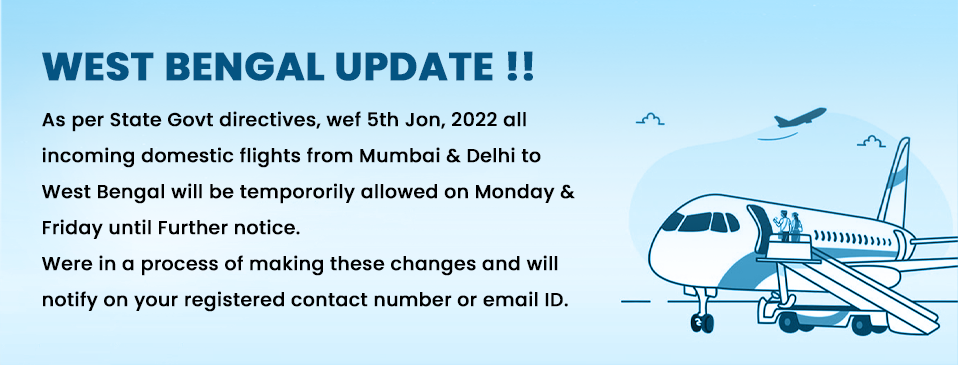 WEST BENGAL UPDATE !!
As per State Govt directives, wef 5th Jon, 2022 all
incoming domestic flights from Mumbai & Delhi to
West Bengal will be tempororily allowed on Monday &
Friday until Further notice.
Were in a process of making these changes and will
notify on your registered contact number or email ID.